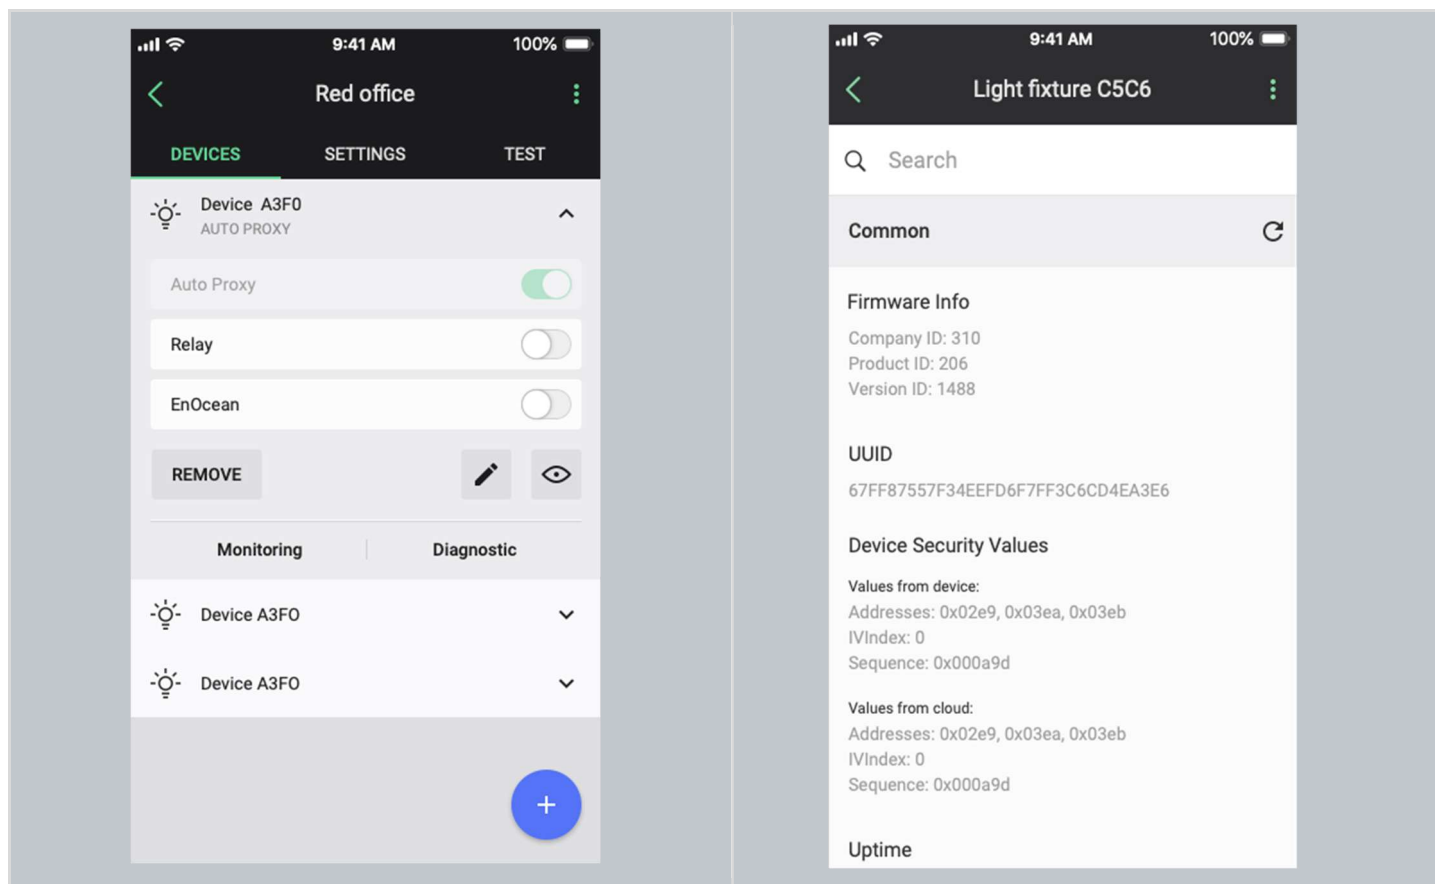 9:41 AM 100%
Red office
DEVICES SETTINGS TEST
Device A3F0
AUTO PROXY
Auto Proxy
Relay
EnOcean
REMOVE
Monitoring Diagnostic
Device A3FO
Device A3FO
9:41 AM 100%
Light fixture C5C6
Search
Common
Firmware Info
Company ID: 310
Product ID: 206
Version ID: 1488
UUID
67FF87557F34EEFD6F7FF3C6CD4EA3E6
Device Security Values
Values from device:
Addresses: 0x02e9, 0x03ea, 0x03eb
IVIndex: 0
Sequence: 0x000a9d
Values from cloud:
Addresses: 0x02e9, 0x03ea, 0x03eb
IVIndex: 0
Sequence: 0x000a9d
Uptime